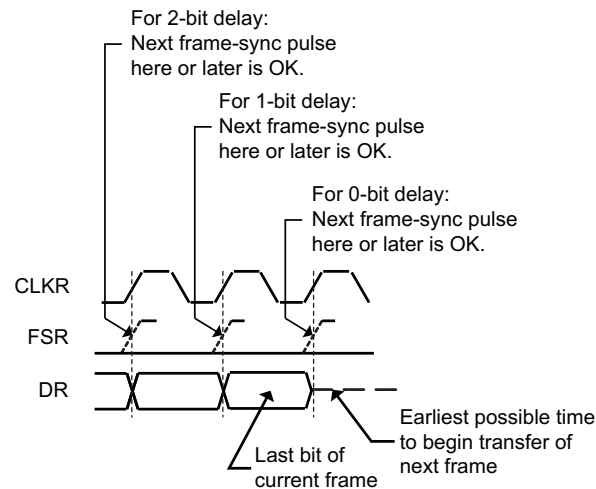 For 2-bit delay:
Next frame-sync pulse
here or later is OK.
For 1-bit delay:
Next frame-sync pulse
here or later is OK.
For 0-bit delay:
Next frame-sync pulse
here or later is OK.
CLKR
FSR
DR
Last bit of
current frame
Earliest possible time
to begin transfer of
next frame